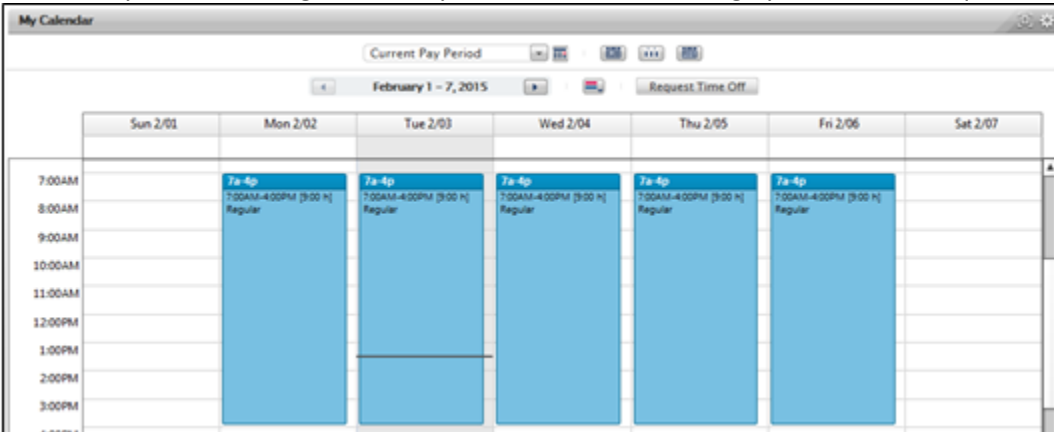 My Calendar
Current Pay Period
February 1 – 7, 2015
Request Time Off
Sun 2/01 Mon 2/02 Tue 2/03 Wed 2/04 Thu 2/05 Fri 2/06 Sat 2/07
7:00AM 7a-4p 7a-4p 7a-4p 7a-4p 7a-4p
7:00AM-4:00PM [9:00 h] 7:00AM-4:00PM [9:00 h] 7:00AM-4:00PM [9:00 h] 7:00AM-4:00PM [9:00 h] 7:00AM-4:00PM [9:00 h]
8:00AM Regular Regular Regular Regular Regular
9:00AM
10:00AM
11:00AM
12:00PM
1:00PM
2:00PM
3:00PM